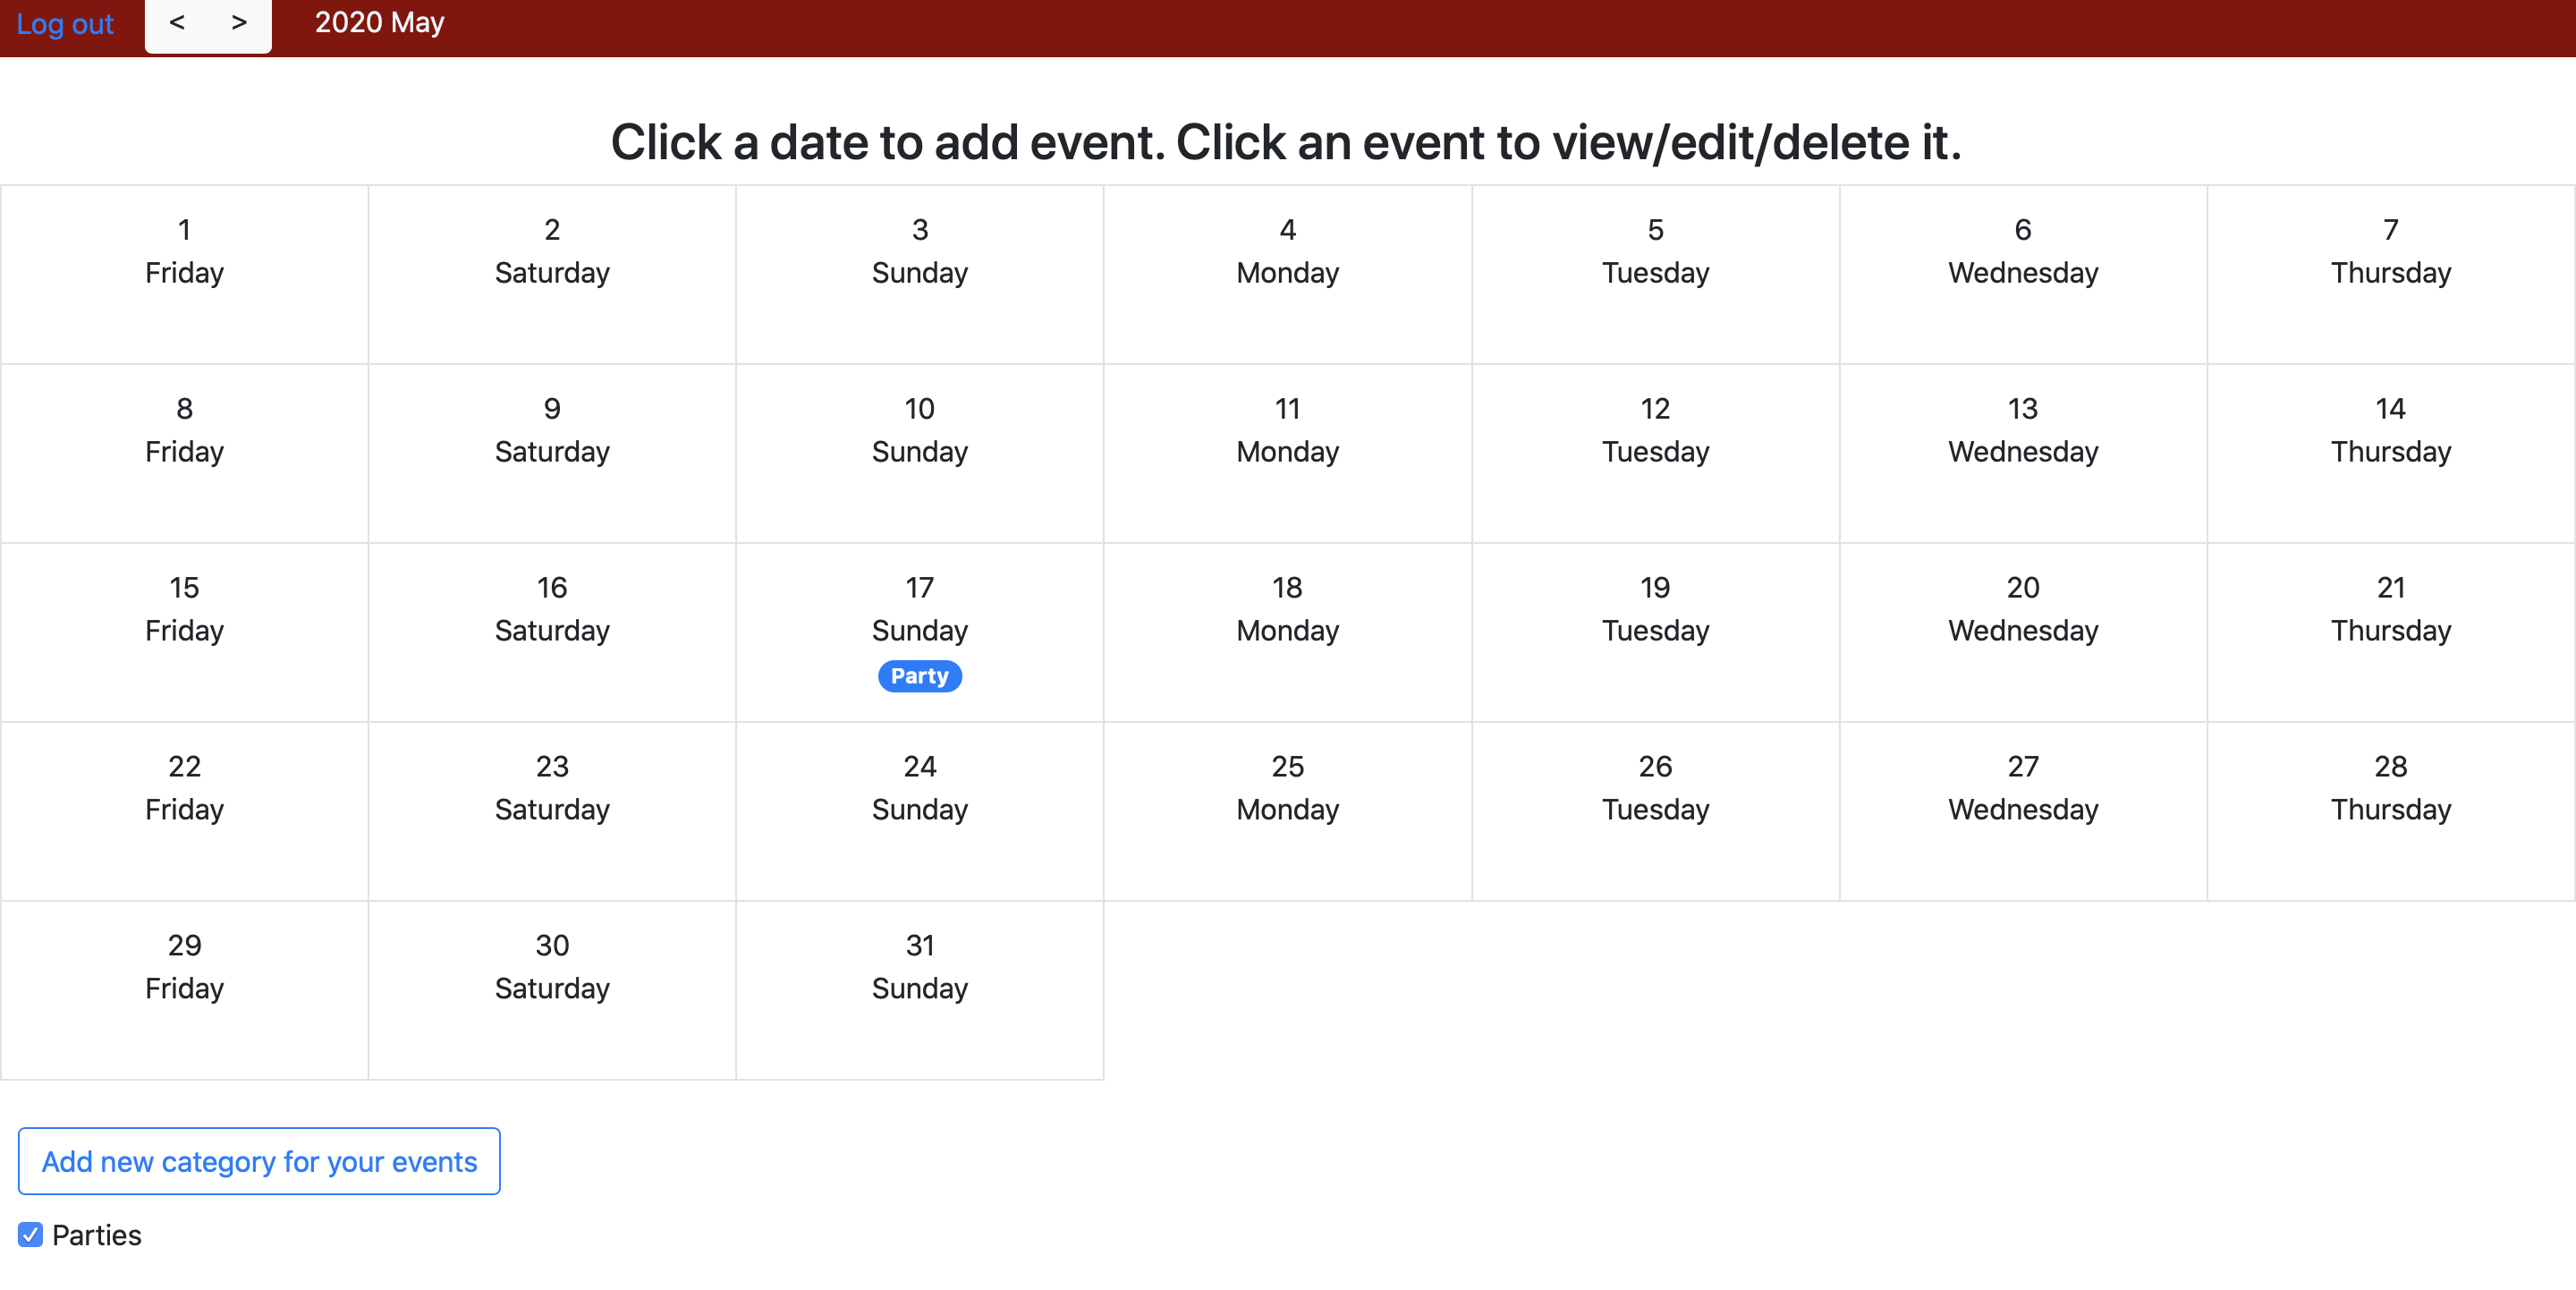 Log out < > 2020 May
Click a date to add event. Click an event to view/edit/delete it.
1 2 3 4 5 6 7
Friday Saturday Sunday Monday Tuesday Wednesday Thursday
8 9 10 11 12 13 14
Friday Saturday Sunday Monday Tuesday Wednesday Thursday
15 16 17 18 19 20 21
Friday Saturday Sunday Monday Tuesday Wednesday Thursday
Party
22 23 24 25 26 27 28
Friday Saturday Sunday Monday Tuesday Wednesday Thursday
29 30 31
Friday Saturday Sunday
Add new category for your events
Parties